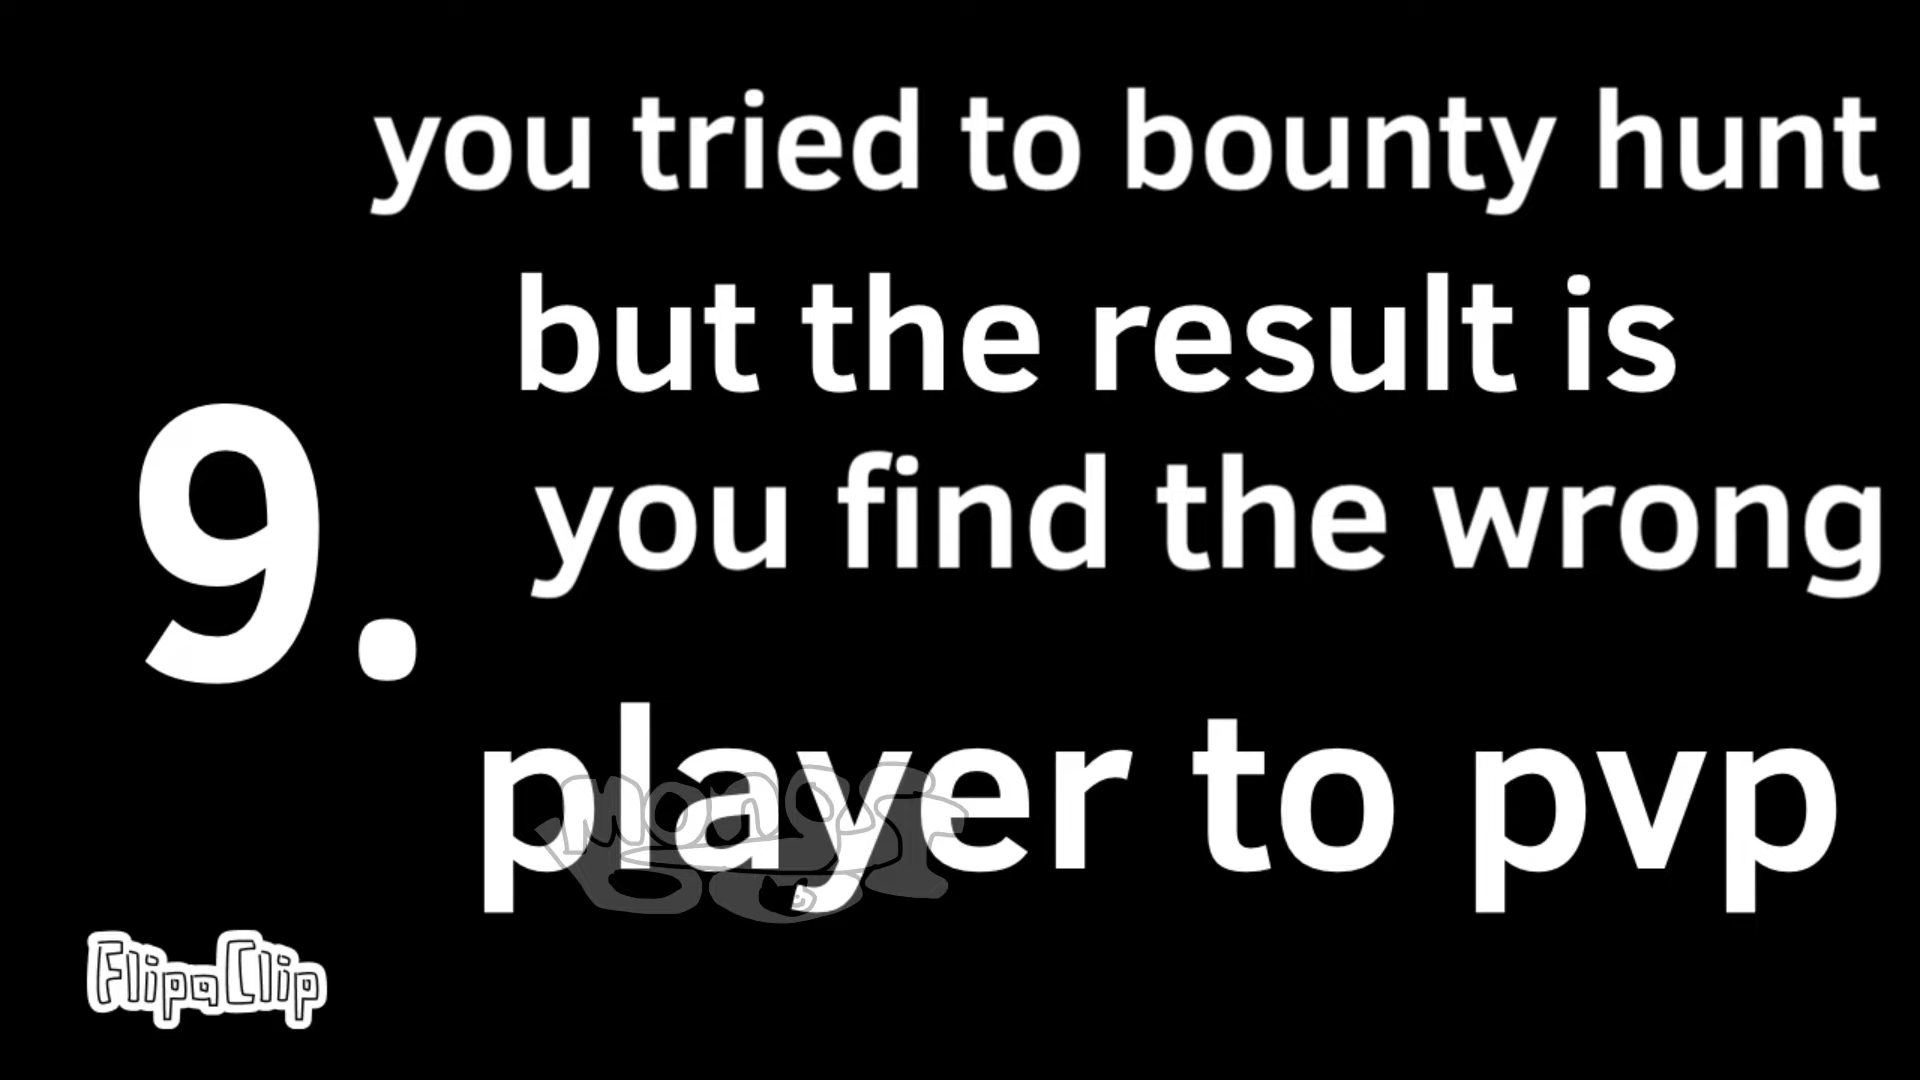 you tried to bounty hunt
but the result is
9.
you find the wrong
player to pvp
FlipaClip